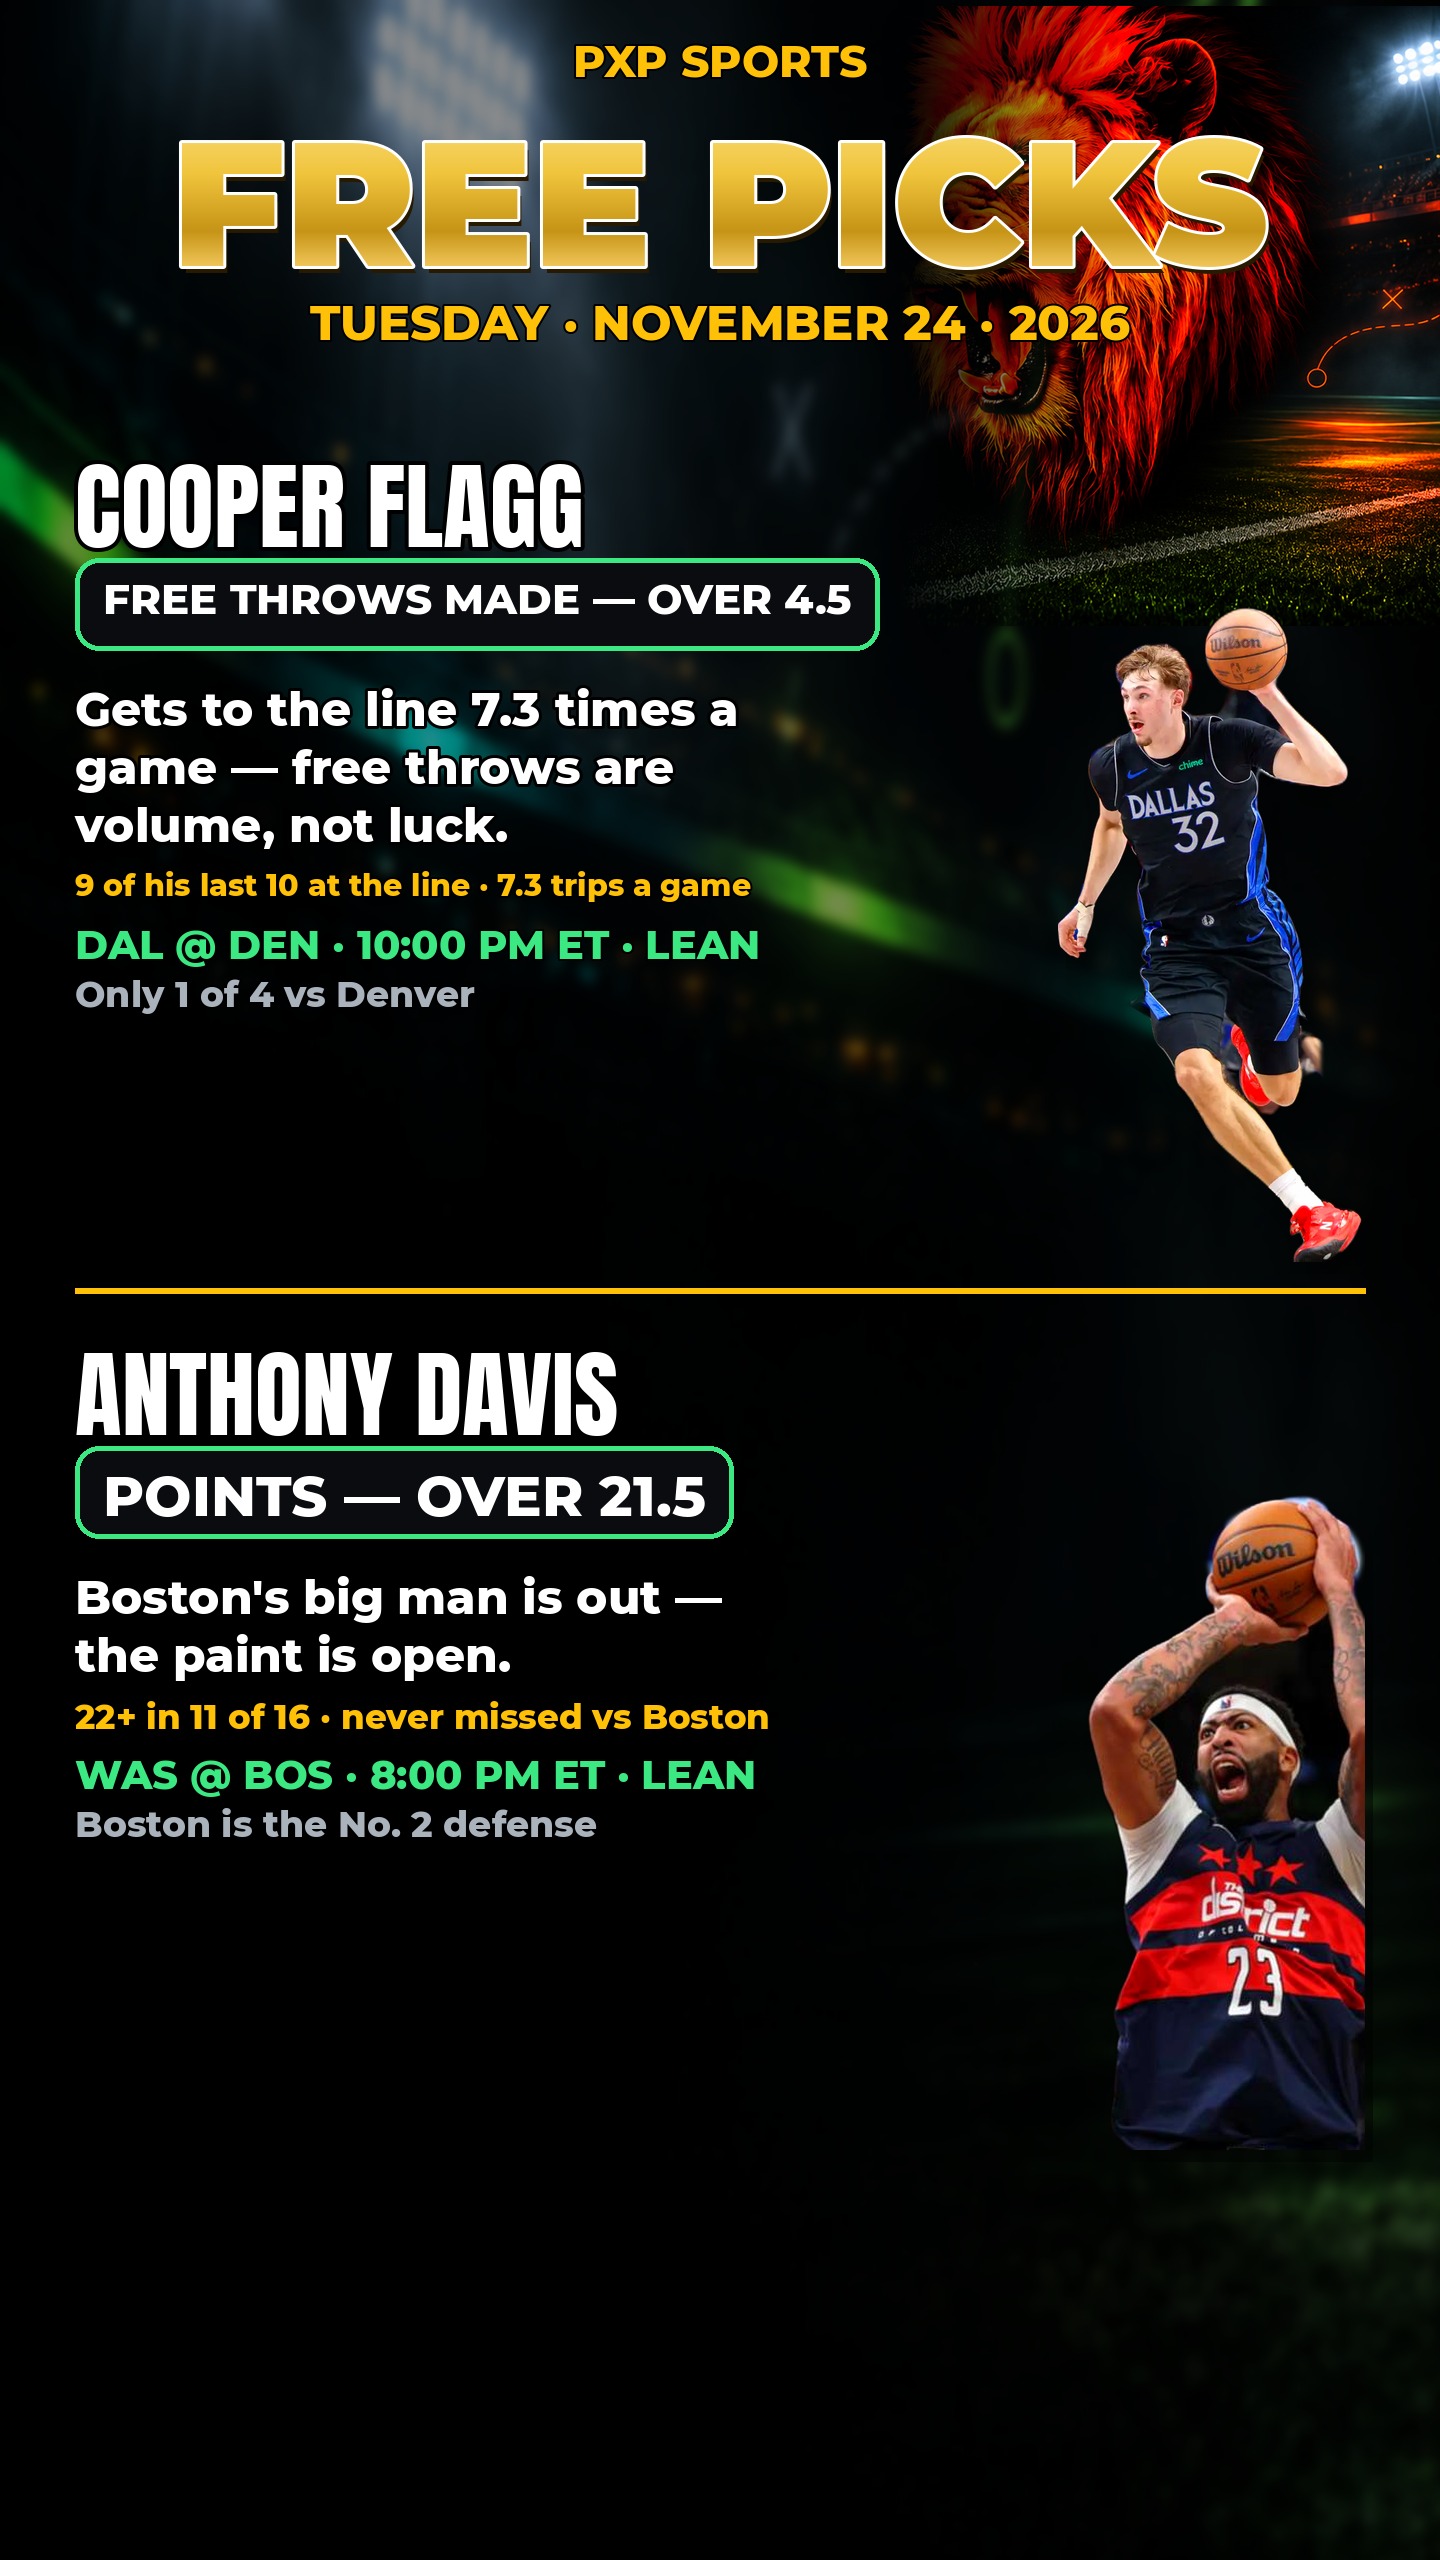 PXP SPORTS
FREE PICKS
TUESDAY · NOVEMBER 24 · 2026
COOPER FLAGG
FREE THROWS MADE — OVER 4.5
Gets to the line 7.3 times a
game — free throws are
volume, not luck.
9 of his last 10 at the line · 7.3 trips a game
DAL @ DEN · 10:00 PM ET · LEAN
Only 1 of 4 vs Denver
Wilson
chime
DALLAS
32
ANTHONY DAVIS
POINTS — OVER 21.5
Boston's big man is out —
the paint is open.
22+ in 11 of 16 · never missed vs Boston
WAS @ BOS · 8:00 PM ET · LEAN
Boston is the No. 2 defense
Wilson
23